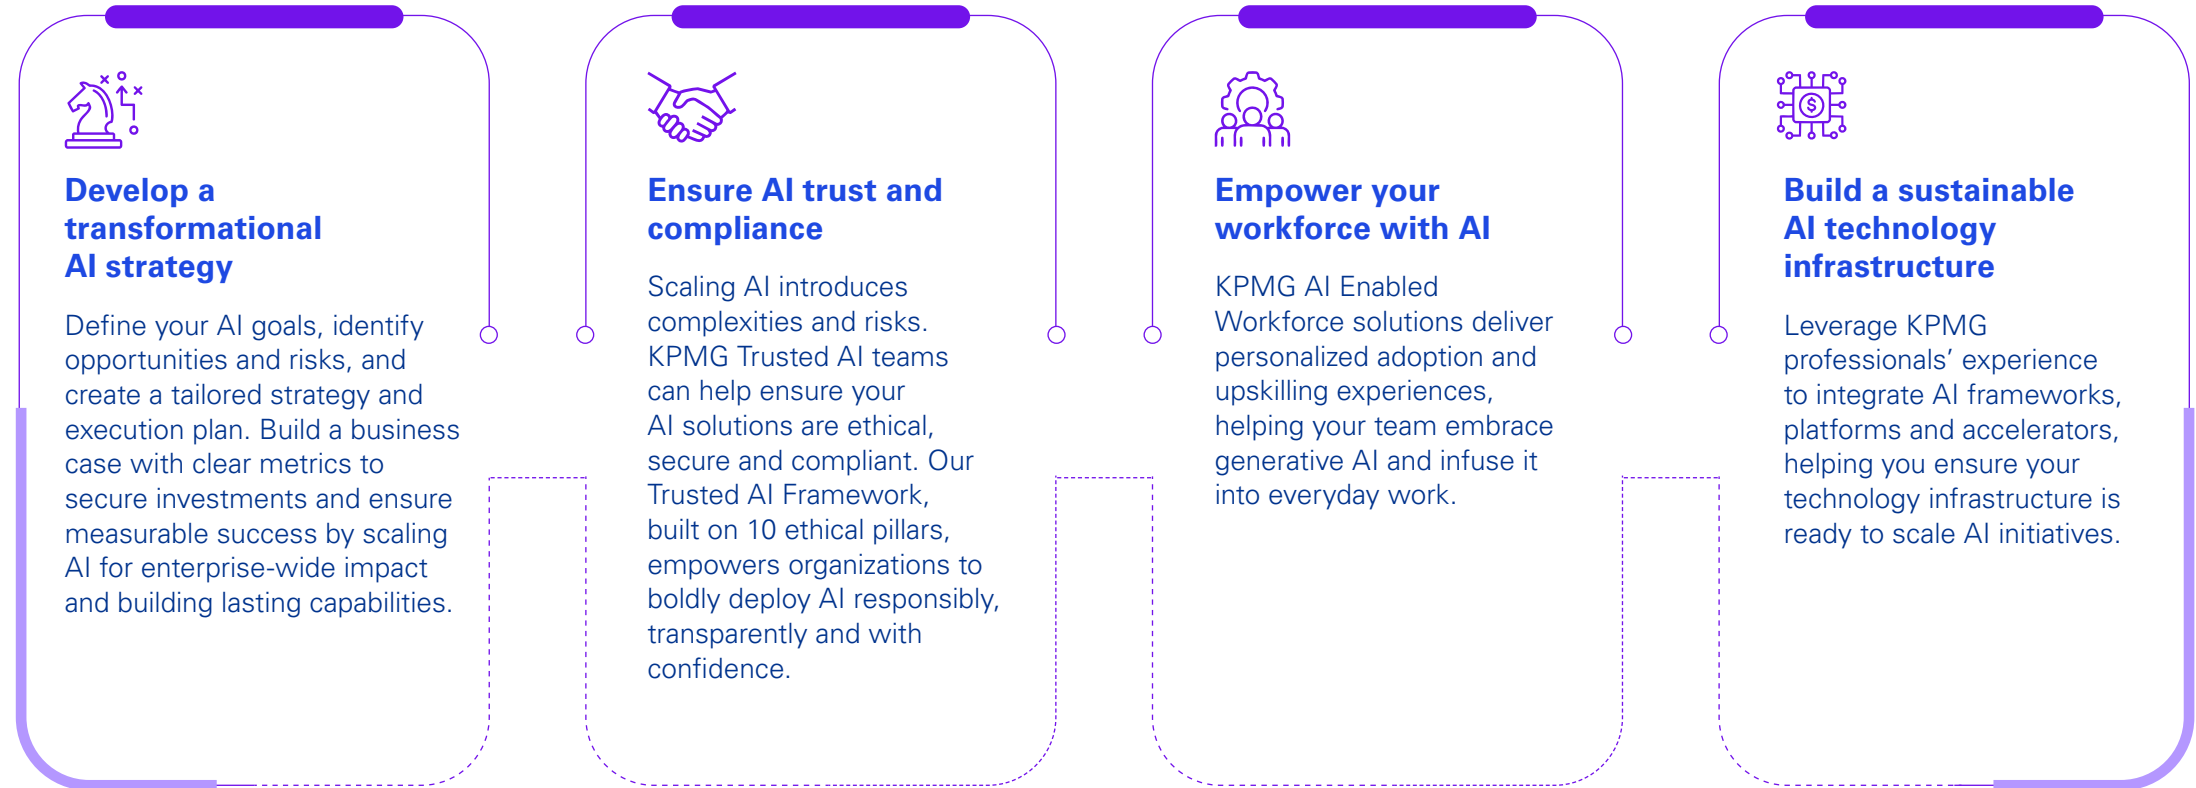 Develop a
transformational
AI strategy
Define your AI goals, identify
opportunities and risks, and
create a tailored strategy and
execution plan. Build a business
case with clear metrics to
secure investments and ensure
measurable success by scaling
AI for enterprise-wide impact
and building lasting capabilities.
Ensure AI trust and
compliance
Scaling AI introduces
complexities and risks.
KPMG Trusted AI teams
can help ensure your
AI solutions are ethical,
secure and compliant. Our
Trusted AI Framework,
built on 10 ethical pillars,
empowers organizations to
boldly deploy AI responsibly,
transparently and with
confidence.
Empower your
workforce with AI
KPMG AI Enabled
Workforce solutions deliver
personalized adoption and
upskilling experiences,
helping your team embrace
generative AI and infuse it
into everyday work.
$
Build a sustainable
AI technology
infrastructure
Leverage KPMG
professionals’ experience
to integrate AI frameworks,
platforms and accelerators,
helping you ensure your
technology infrastructure is
ready to scale AI initiatives.